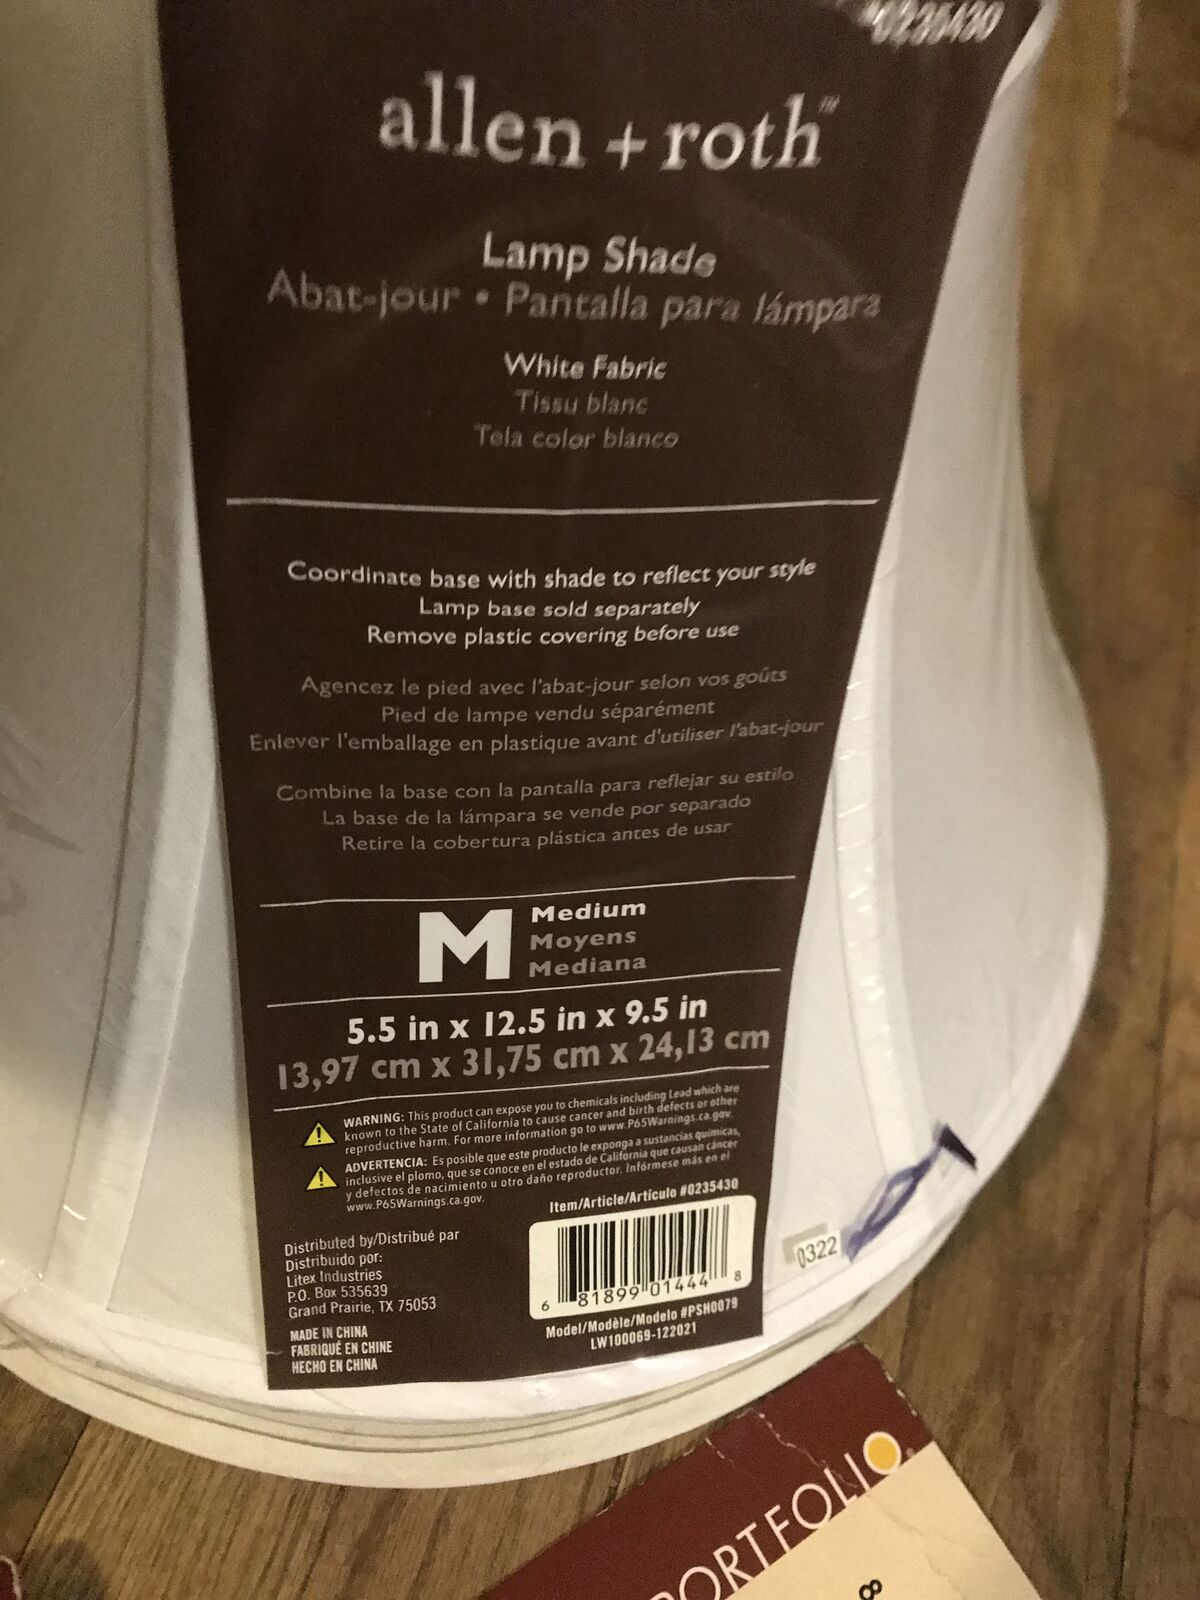 #0235430
allen + roth™
Lamp Shade
Abat-jour • Pantalla para lámpara
White Fabric
Tissu blanc
Tela color blanco
Coordinate base with shade to reflect your style
Lamp base sold separately
Remove plastic covering before use
Agencez le pied avec l'abat-jour selon vos goûts
Pied de lampe vendu séparément
Enlever l'emballage en plastique avant d'utiliser l'abat-jour
Combine la base con la pantalla para reflejar su estilo
La base de la lámpara se vende por separado
Retire la cobertura plástica antes de usar
M Medium
Moyens
Mediana
5.5 in x 12.5 in x 9.5 in
13,97 cm x 31,75 cm x 24,13 cm
WARNING: This product can expose you to chemicals including Lead which are
known to the State of California to cause cancer and birth defects or other
reproductive harm. For more information go to www.P65Warnings.ca.gov.
ADVERTENCIA: Es posible que este producto le exponga a sustancias químicas,
inclusive el plomo, que se conoce en el estado de California que causan cáncer
y defectos de nacimiento u otro daño reproductor. Infórmese más en el
www.P65Warnings.ca.gov.
Item/Article/Artículo #0235430
Distributed by/Distribué par
Distribuido por:
Litex Industries
P.O. Box 535639
Grand Prairie, TX 75053
MADE IN CHINA
FABRIQUÉ EN CHINE
HECHO EN CHINA
6 81899 01444 8
Model/Modèle/Modelo #PSH0079
LW100069-122021
0322
PORTFOLIO®
8